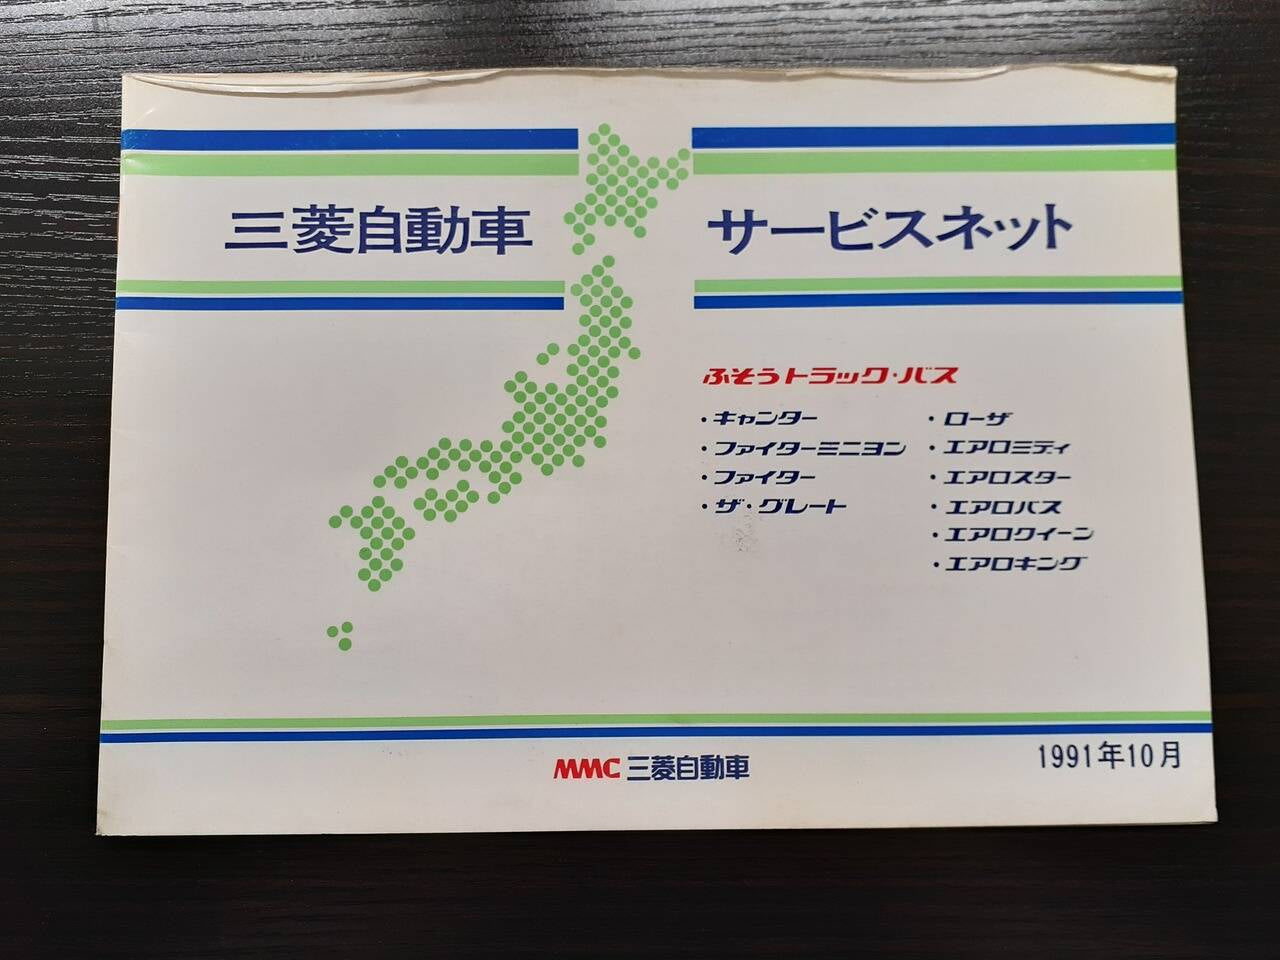 三菱自動車 サービスネット
ふそうトラック・バス
・キャンター
・ファイターミニヨン
・ファイター
・ザ・グレート
・ローザ
・エアロミディ
・エアロスター
・エアロバス
・エアロクィーン
・エアロキング
MMC 三菱自動車
1991年10月